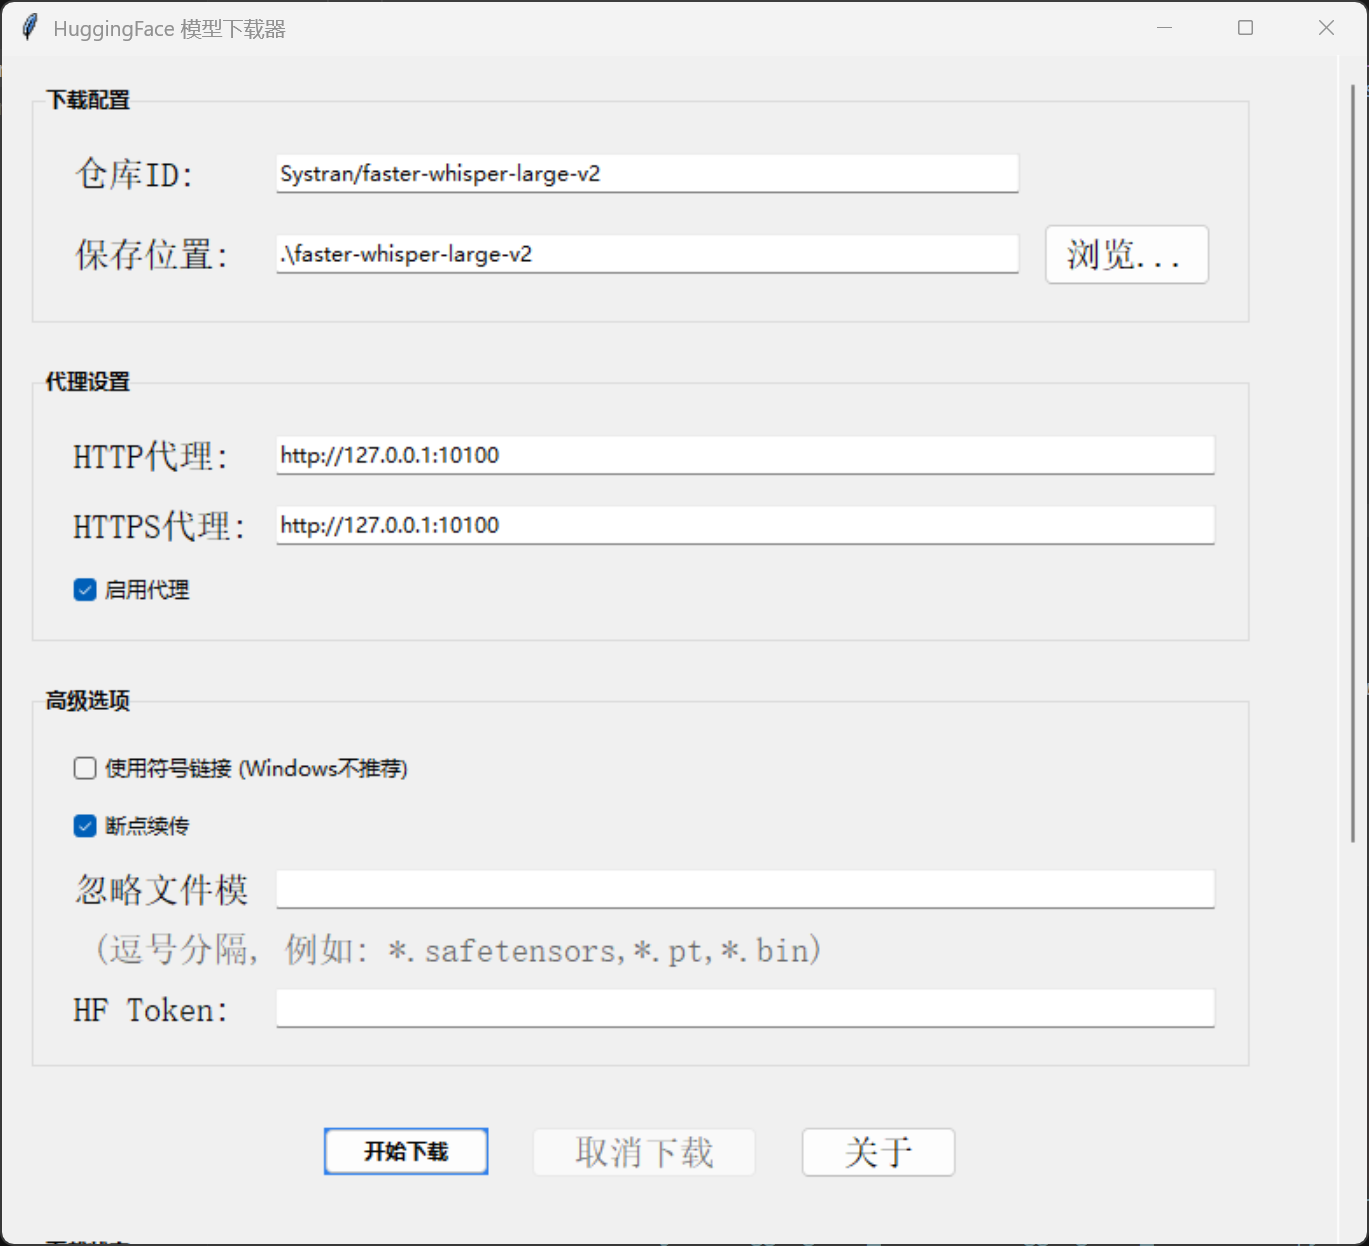 HuggingFace 模型下载器
下载配置
仓库ID:
Systran/faster-whisper-large-v2
保存位置:
.\faster-whisper-large-v2
浏览...
代理设置
HTTP代理:
http://127.0.0.1:10100
HTTPS代理:
http://127.0.0.1:10100
启用代理
高级选项
使用符号链接 (Windows不推荐)
断点续传
忽略文件模
(逗号分隔, 例如: *.safetensors,*.pt,*.bin)
HF Token:
开始下载
取消下载
关于